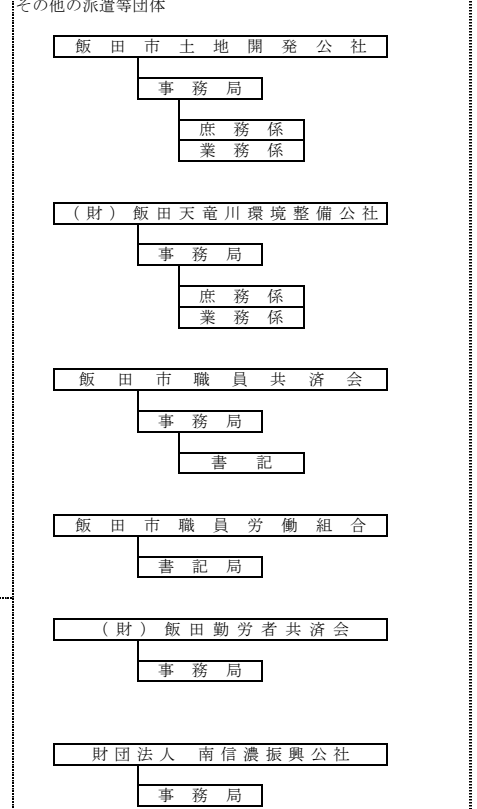 その他の派遣等団体
飯田市土地開発公社
事務局
庶務係
業務係
(財)飯田天竜川環境整備公社
事務局
庶務係
業務係
飯田市職員共済会
事務局
書記
飯田市職員労働組合
書記局
(財)飯田勤労者共済会
事務局
財団法人 南信濃振興公社
事務局